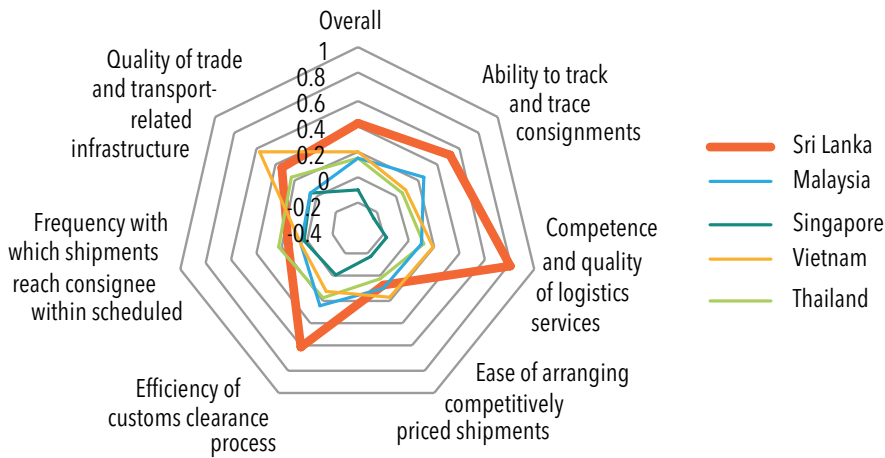 Overall
1
0.8
0.6
0.4
0.2
0
-0.2
-0.4
Ability to track
and trace
consignments
Competence
and quality
of logistics
services
Ease of arranging
competitively
priced shipments
Efficiency of
customs clearance
process
Frequency with
which shipments
reach consignee
within scheduled
Quality of trade
and transport-
related
infrastructure
Sri Lanka
Malaysia
Singapore
Vietnam
Thailand